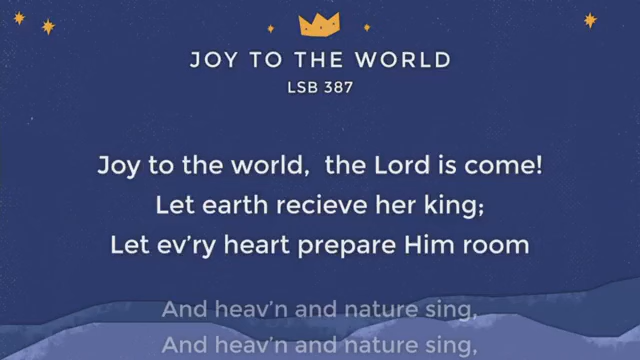 JOY TO THE WORLD
LSB 387
Joy to the world,  the Lord is come!
Let earth recieve her king;
Let ev’ry heart prepare Him room
And heav’n and nature sing,
And heav’n and nature sing,